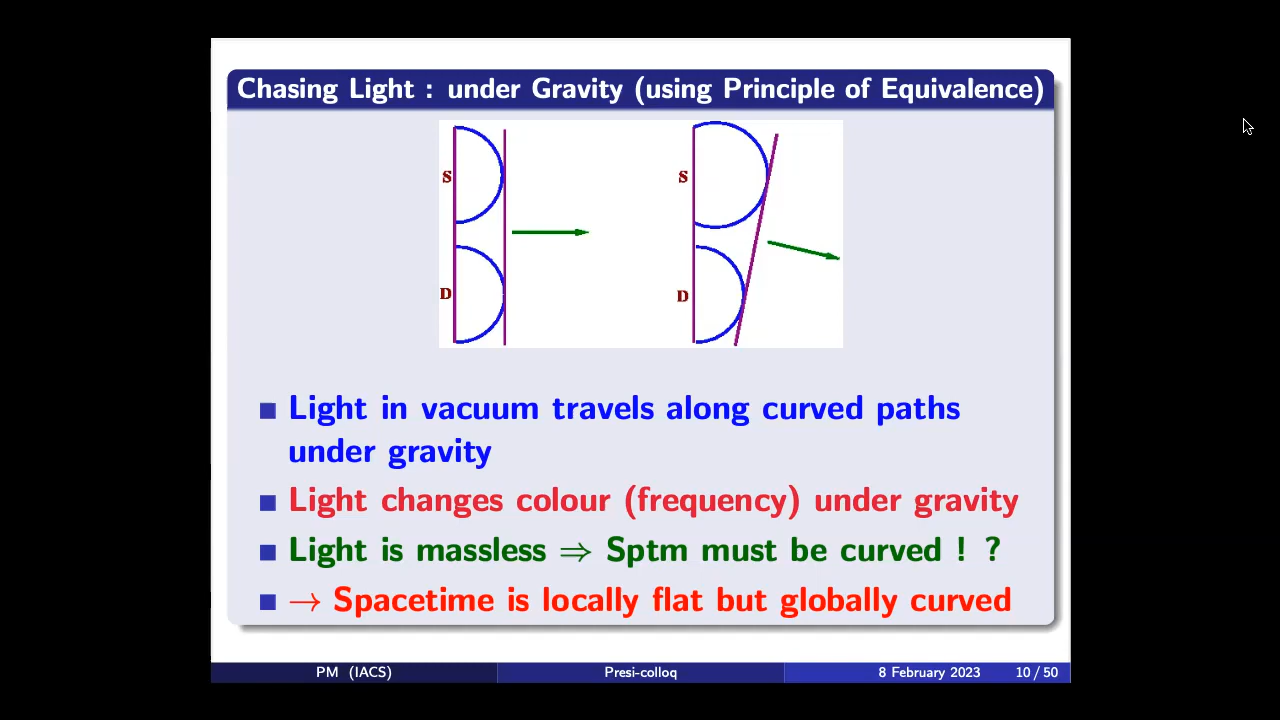 Chasing Light : under Gravity (using Principle of Equivalence)
S
S
D
D
Light in vacuum travels along curved paths
under gravity
Light changes colour (frequency) under gravity
Light is massless ⇒ Sptm must be curved ! ?
→ Spacetime is locally flat but globally curved
PM (IACS)
Presi-colloq
8 February 2023
10 / 50